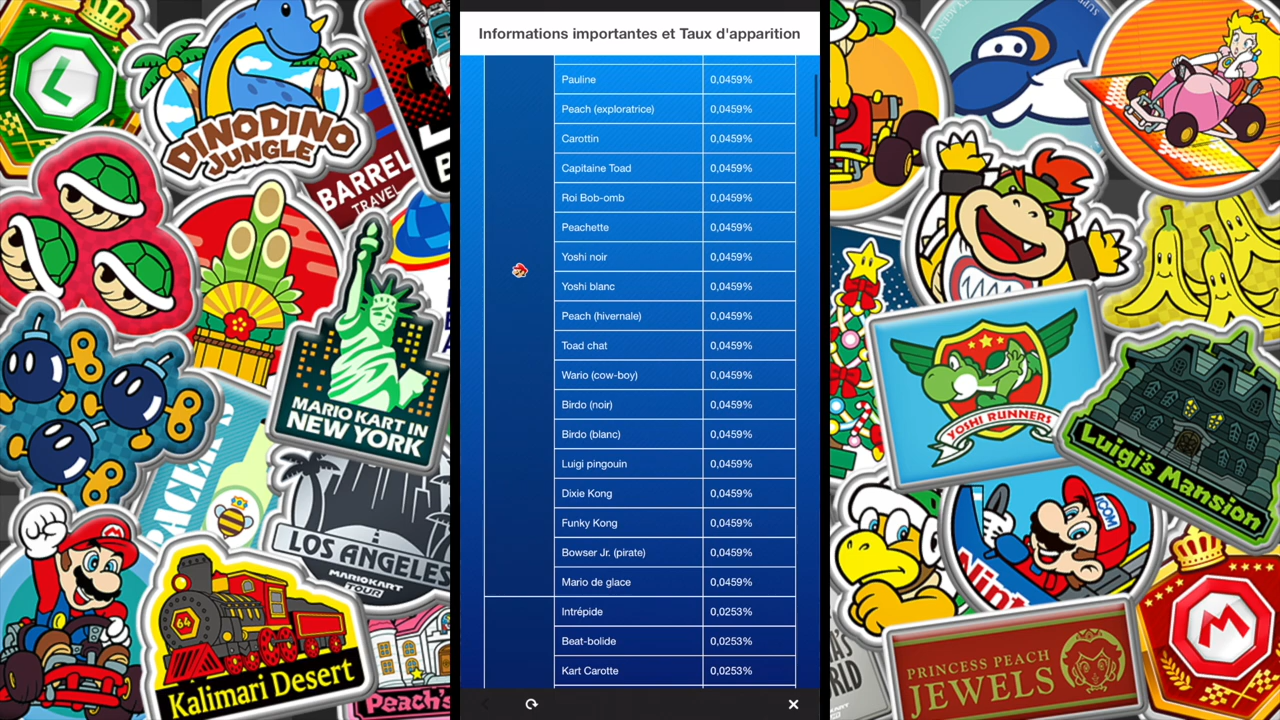 Informations importantes et Taux d'apparition
Pauline 0,0459%
Peach (exploratrice) 0,0459%
Carottin 0,0459%
Capitaine Toad 0,0459%
Roi Bob-omb 0,0459%
Peachette 0,0459%
Yoshi noir 0,0459%
Yoshi blanc 0,0459%
Peach (hivernale) 0,0459%
Toad chat 0,0459%
Wario (cow-boy) 0,0459%
Birdo (noir) 0,0459%
Birdo (blanc) 0,0459%
Luigi pingouin 0,0459%
Dixie Kong 0,0459%
Funky Kong 0,0459%
Bowser Jr. (pirate) 0,0459%
Mario de glace 0,0459%
Intrépide 0,0253%
Beat-bolide 0,0253%
Kart Carotte 0,0253%
L
DINO DINO
JUNGLE
BARREL
TRAVEL
MARIO KART IN
NEW YORK
LOS ANGELES
MARIOKART
TOUR
64
Kalimari Desert
Peach's
YOSHI RUNNERS
Luigi's Mansion
ICOM
Nint
PRINCESS PEACH
JEWELS
M